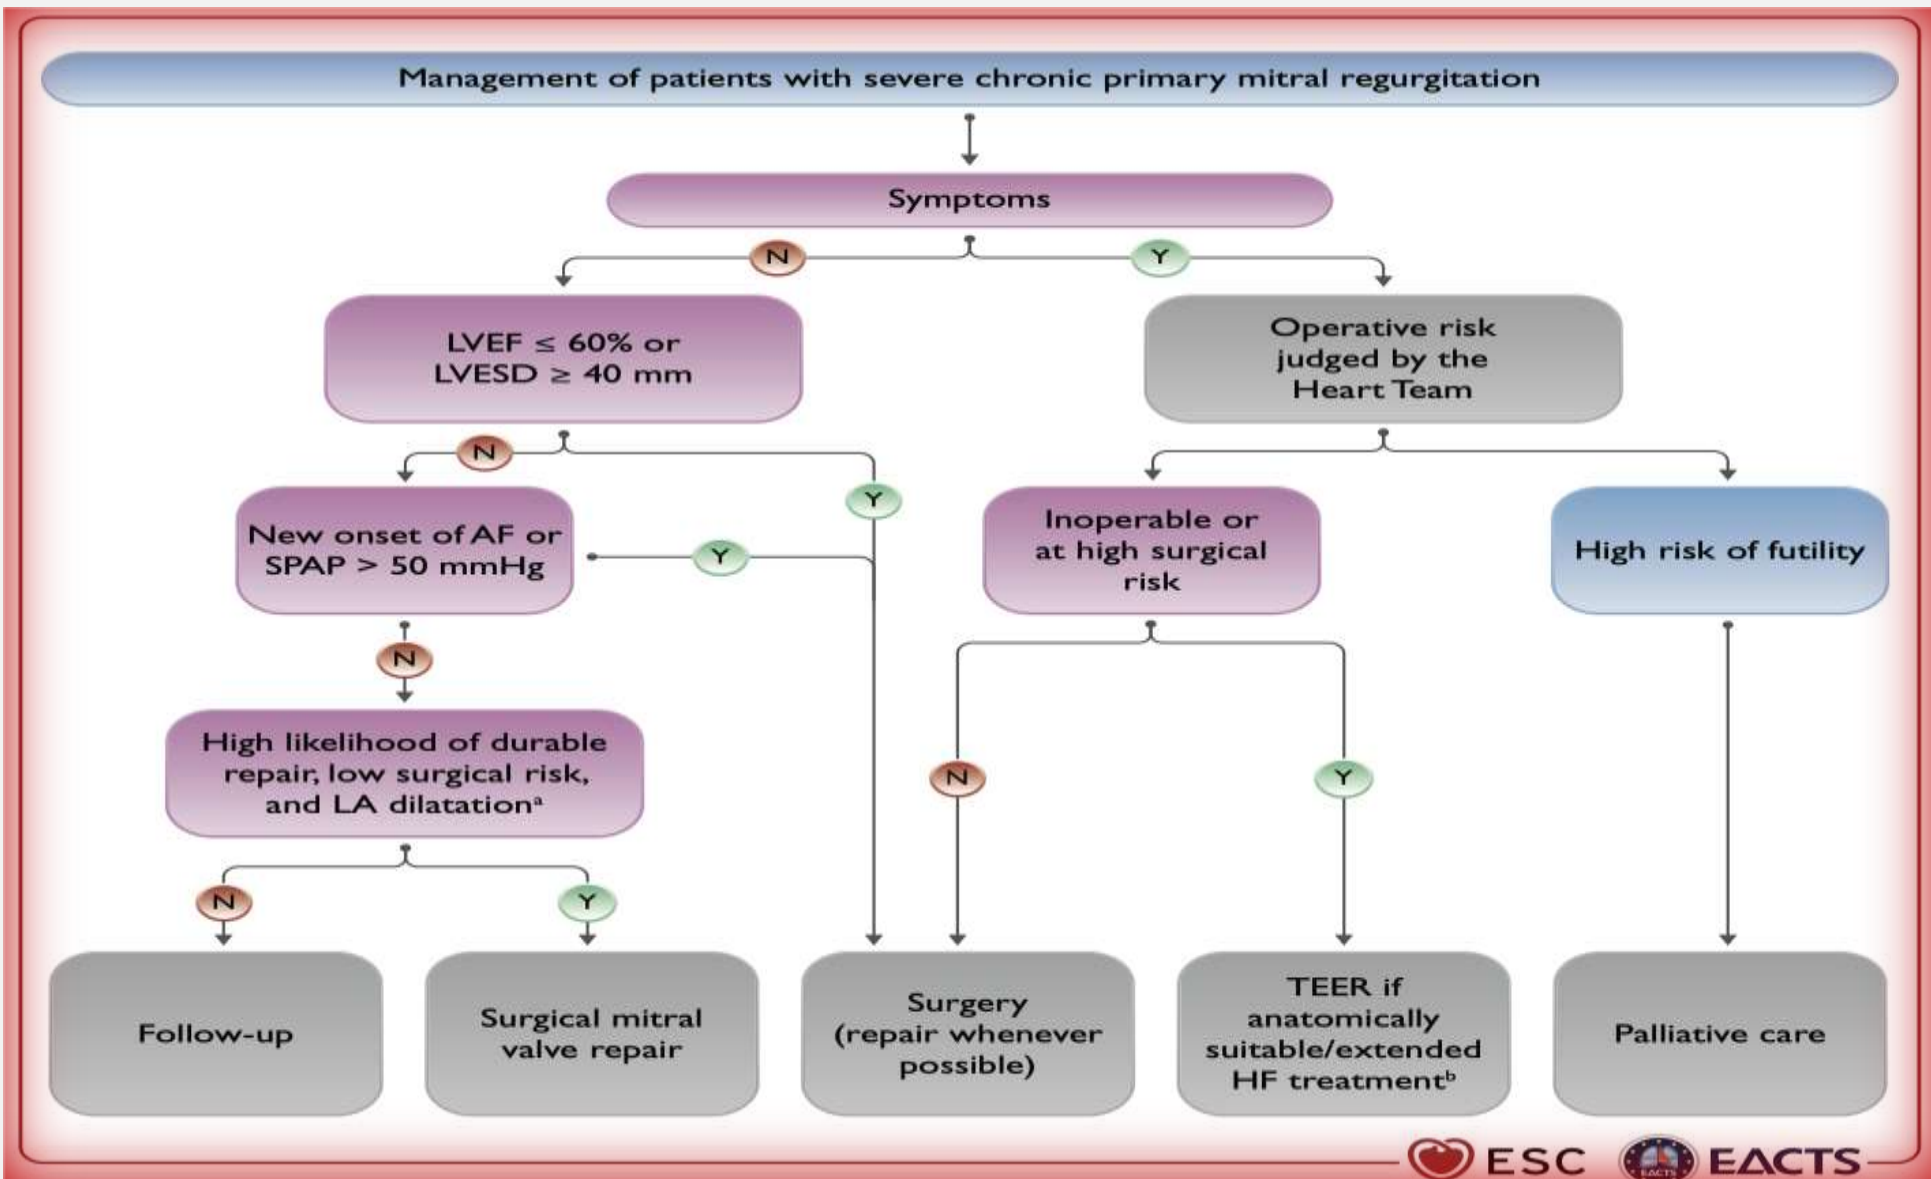 Management of patients with severe chronic primary mitral regurgitation
Symptoms
N
Y
LVEF ≤ 60% or
LVESD ≥ 40 mm
Operative risk
judged by the
Heart Team
N
Y
New onset of AF or
SPAP > 50 mmHg
Y
Inoperable or
at high surgical
risk
High risk of futility
N
High likelihood of durable
repair, low surgical risk,
and LA dilatationᵃ
N
Y
N
Y
Follow-up
Surgical mitral
valve repair
Surgery
(repair whenever
possible)
TEER if
anatomically
suitable/extended
HF treatmentᵇ
Palliative care
ESC
EACTS
EΔCTS